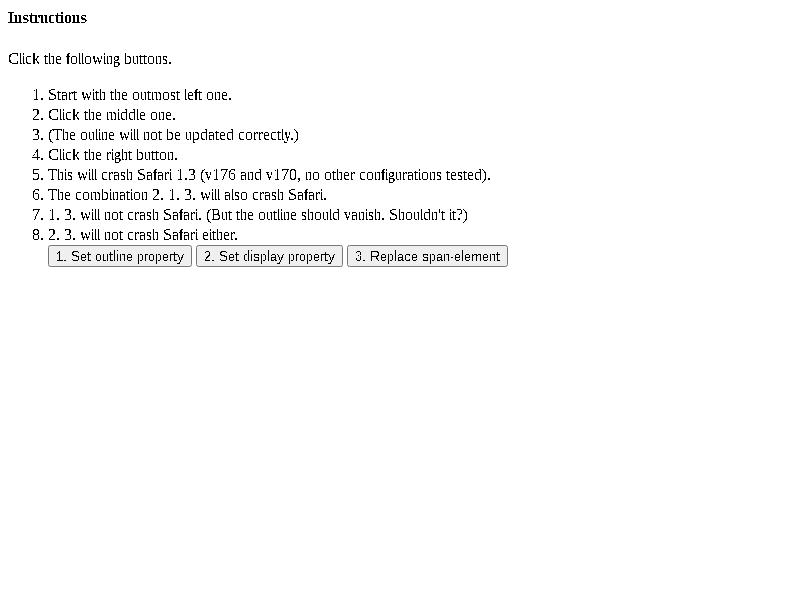 Instructions
Click the following buttons.
1. Start with the outmost left one.
2. Click the middle one.
3. (The ouline will not be updated correctly.)
4. Click the right button.
5. This will crash Safari 1.3 (v176 and v170, no other configurations tested).
6. The combination 2. 1. 3. will also crash Safari.
7. 1. 3. will not crash Safari. (But the outline should vanish. Shouldn't it?)
8. 2. 3. will not crash Safari either.
1. Set outline property 2. Set display property 3. Replace span-element